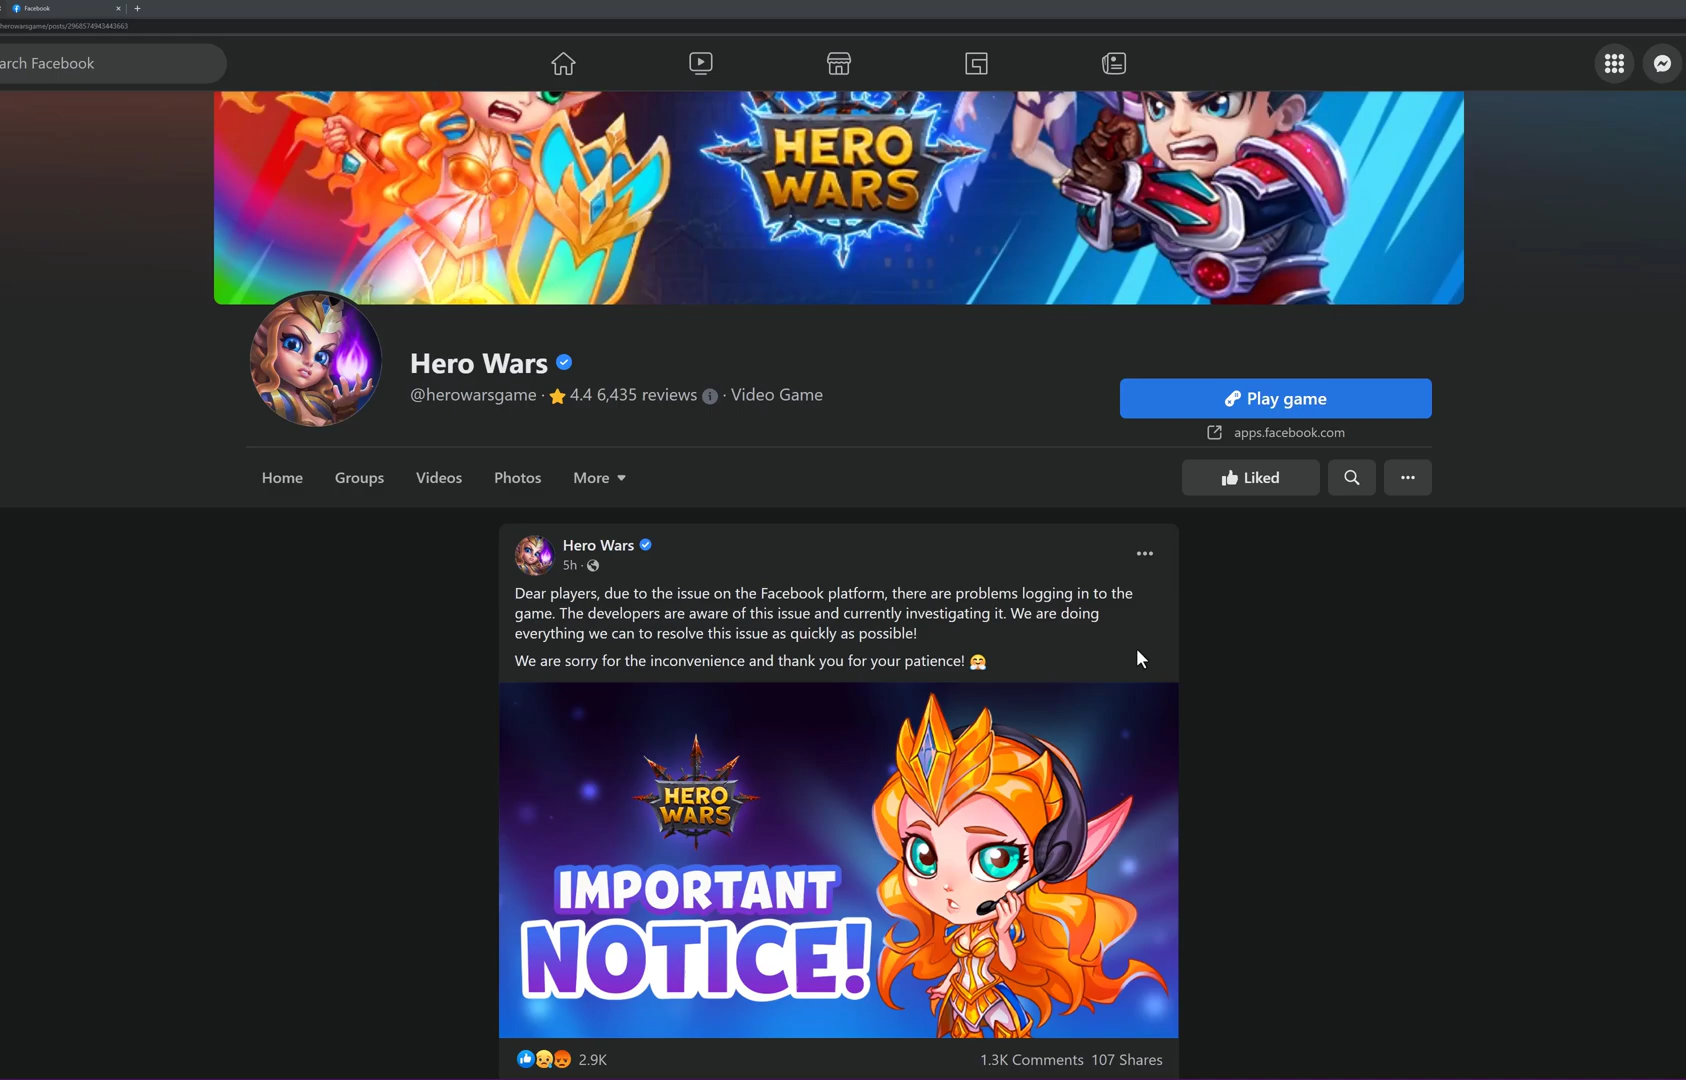 Facebook
herowarsgame/posts/2968574943443663
arch Facebook
HERO
WARS
Hero Wars
@herowarsgame · 4.4 6,435 reviews · Video Game
Play game
apps.facebook.com
Home Groups Videos Photos More
Liked
Hero Wars
5h ·
Dear players, due to the issue on the Facebook platform, there are problems logging in to the
game. The developers are aware of this issue and currently investigating it. We are doing
everything we can to resolve this issue as quickly as possible!
We are sorry for the inconvenience and thank you for your patience! 🤗
HERO
WARS
IMPORTANT
NOTICE!
2.9K
1.3K Comments 107 Shares